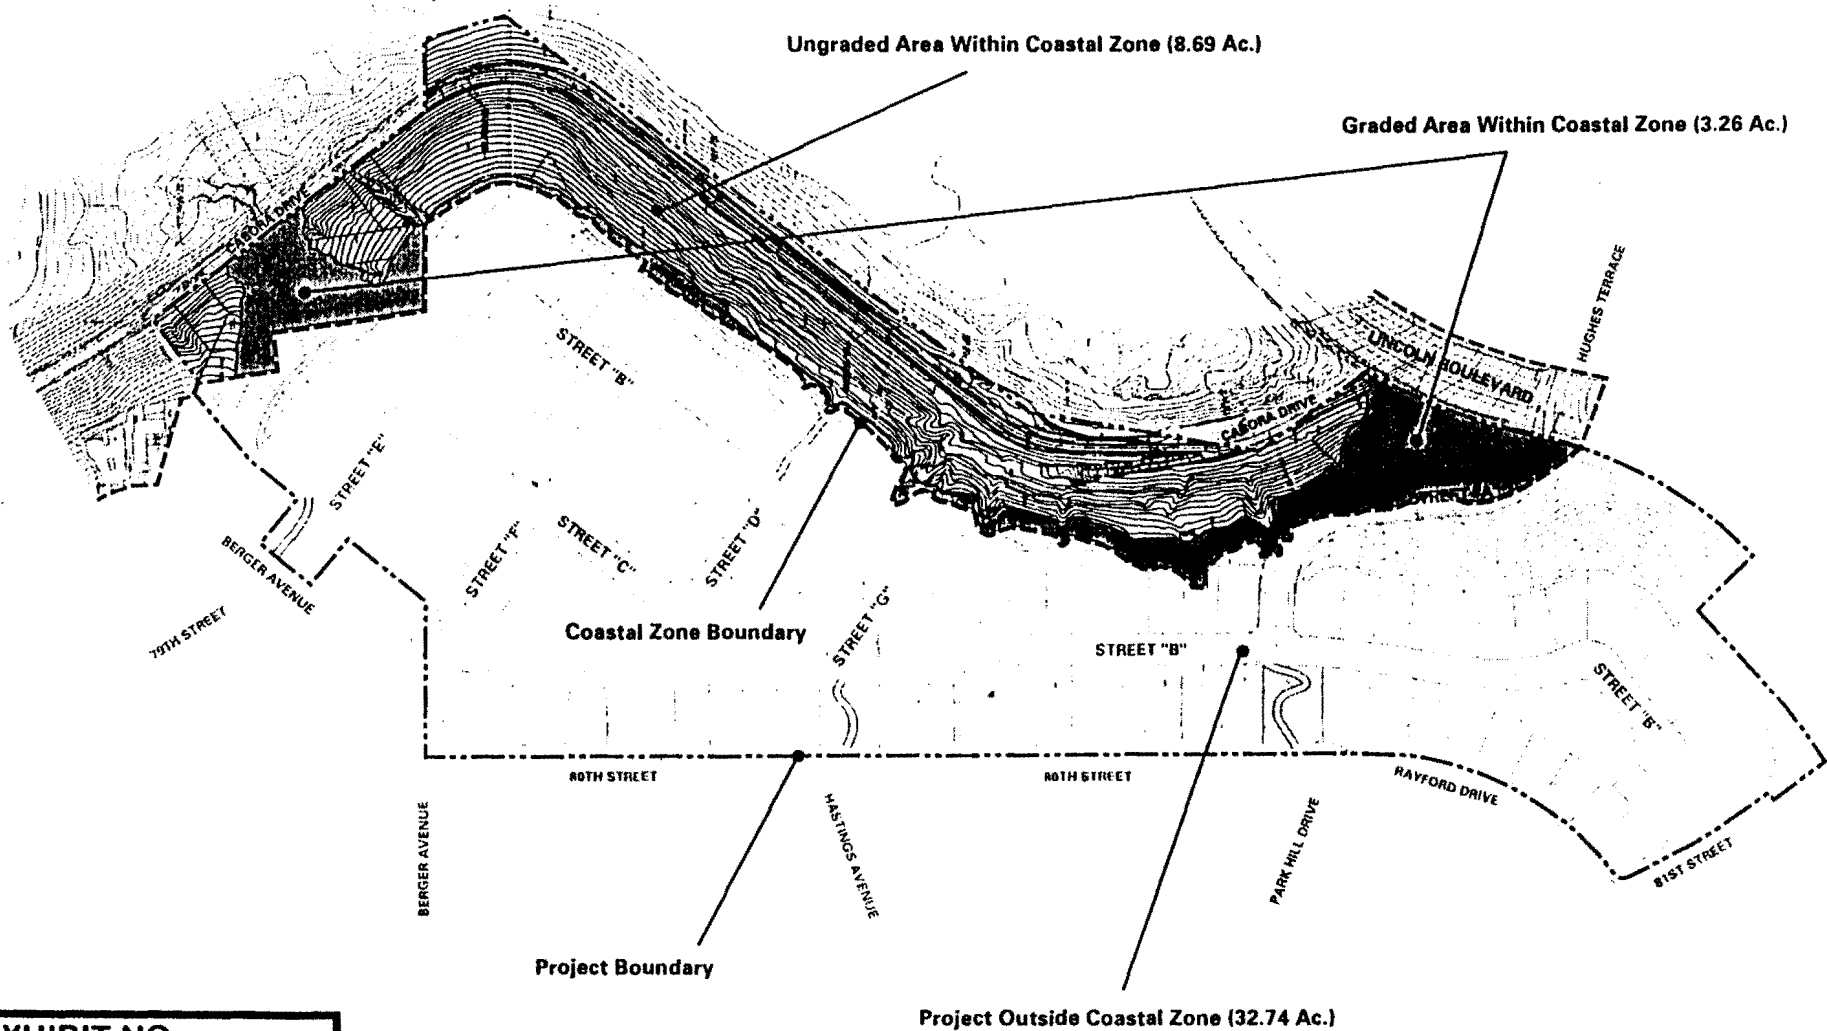 Ungraded Area Within Coastal Zone (8.69 Ac.)
Graded Area Within Coastal Zone (3.26 Ac.)
CABORA DRIVE
HUGHES TERRACE
LINCOLN BOULEVARD
STREET "B"
CABORA DRIVE
STREET "E"
STREET "F"
STREET "C"
STREET "D"
BERGER AVENUE
79TH STREET
Coastal Zone Boundary
STREET "G"
STREET "B"
STREET "B"
80TH STREET
80TH STREET
RAYFORD DRIVE
BERGER AVENUE
HASTINGS AVENUE
PARK HILL DRIVE
81ST STREET
Project Boundary
Project Outside Coastal Zone (32.74 Ac.)